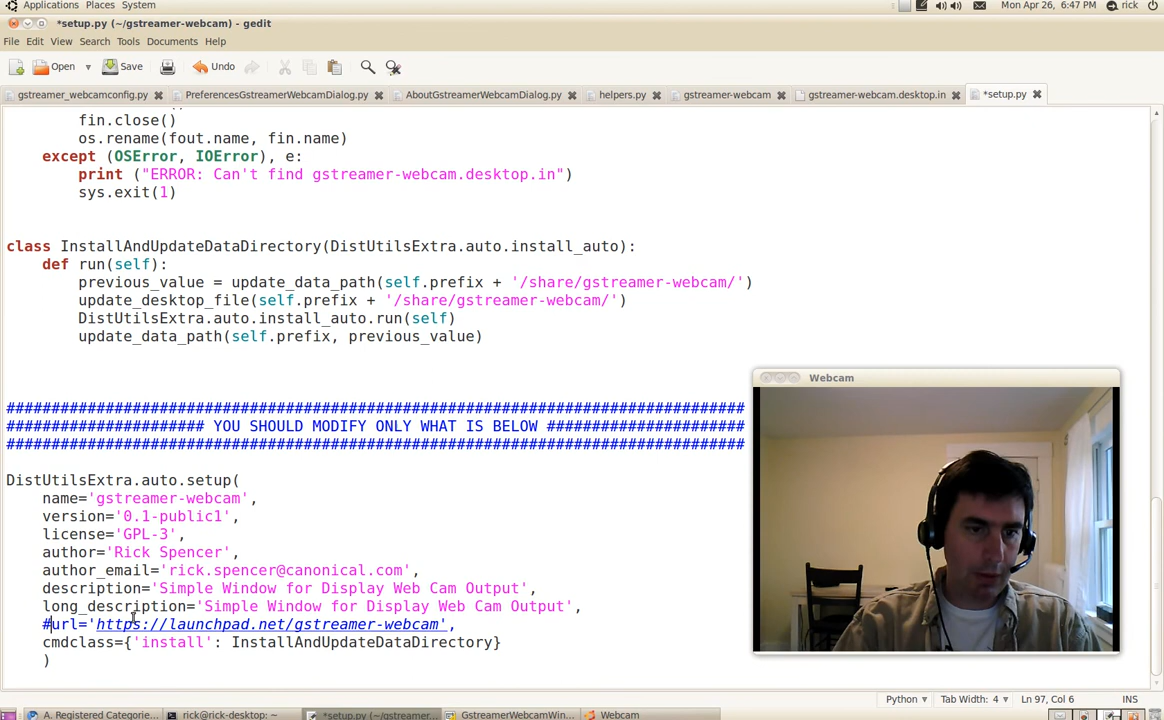 Applications Places System
Mon Apr 26, 6:47 PM rick
*setup.py (~/gstreamer-webcam) - gedit
File Edit View Search Tools Documents Help
Open Save Undo
gstreamer_webcamconfig.py PreferencesGstreamerWebcamDialog.py AboutGstreamerWebcamDialog.py helpers.py gstreamer-webcam gstreamer-webcam.desktop.in *setup.py
fin.close()
os.rename(fout.name, fin.name)
except (OSError, IOError), e:
print ("ERROR: Can't find gstreamer-webcam.desktop.in")
sys.exit(1)
class InstallAndUpdateDataDirectory(DistUtilsExtra.auto.install_auto):
def run(self):
previous_value = update_data_path(self.prefix + '/share/gstreamer-webcam/')
update_desktop_file(self.prefix + '/share/gstreamer-webcam/')
DistUtilsExtra.auto.install_auto.run(self)
update_data_path(self.prefix, previous_value)
##################################################################################
###################### YOU SHOULD MODIFY ONLY WHAT IS BELOW ######################
##################################################################################
DistUtilsExtra.auto.setup(
name='gstreamer-webcam',
version='0.1-public1',
license='GPL-3',
author='Rick Spencer',
author_email='rick.spencer@canonical.com',
description='Simple Window for Display Web Cam Output',
long_description='Simple Window for Display Web Cam Output',
#url='https://launchpad.net/gstreamer-webcam',
cmdclass={'install': InstallAndUpdateDataDirectory}
)
Webcam
Python Tab Width: 4 Ln 97, Col 6 INS
A. Registered Categorie... rick@rick-desktop: ~ *setup.py (~/gstreamer... GstreamerWebcamWin... Webcam